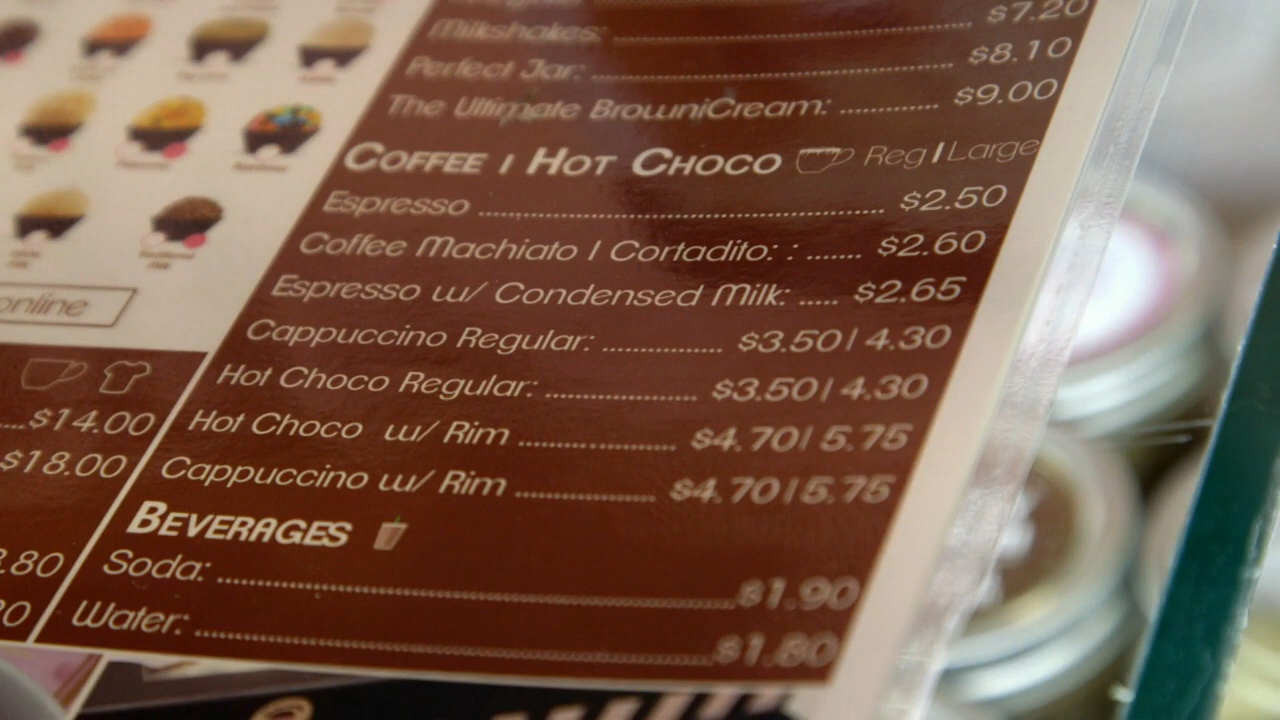 $7.20
Milkshakes: $8.10
Perfect Jar: $9.00
The Ultimate BrowniCream:
COFFEE | HOT CHOCO Reg | Large
Espresso $2.50
Coffee Machiato | Cortadito: : $2.60
Espresso w/ Condensed Milk: $2.65
Cappuccino Regular: $3.50 | 4.30
Hot Choco Regular: $3.50 | 4.30
Hot Choco w/ Rim $4.70 | 5.75
Cappuccino w/ Rim $4.70 | 5.75
BEVERAGES
Soda: $1.90
Water: $1.80
online
$14.00
$18.00
.80